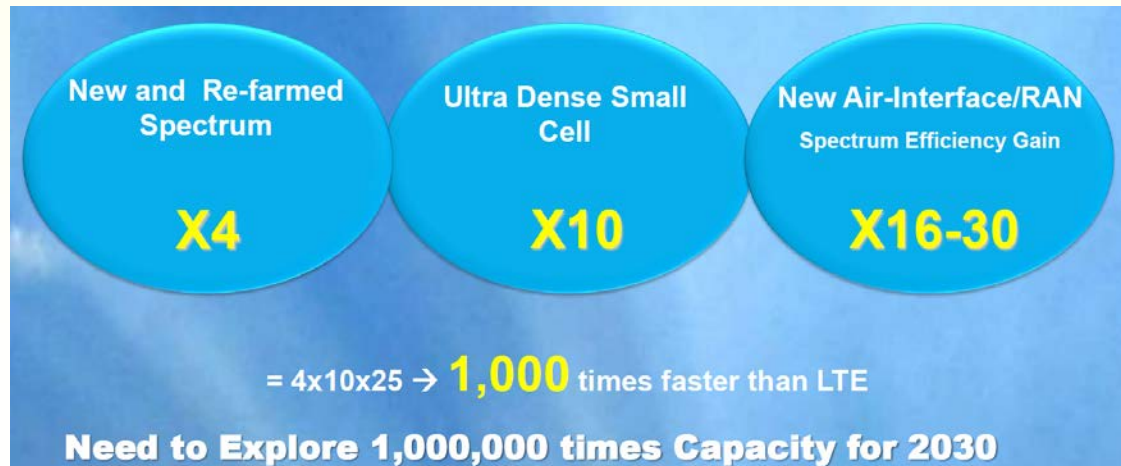 New and Re-farmed
Spectrum
X4
Ultra Dense Small
Cell
X10
New Air-Interface/RAN
Spectrum Efficiency Gain
X16-30
= 4x10x25 → 1,000 times faster than LTE
Need to Explore 1,000,000 times Capacity for 2030